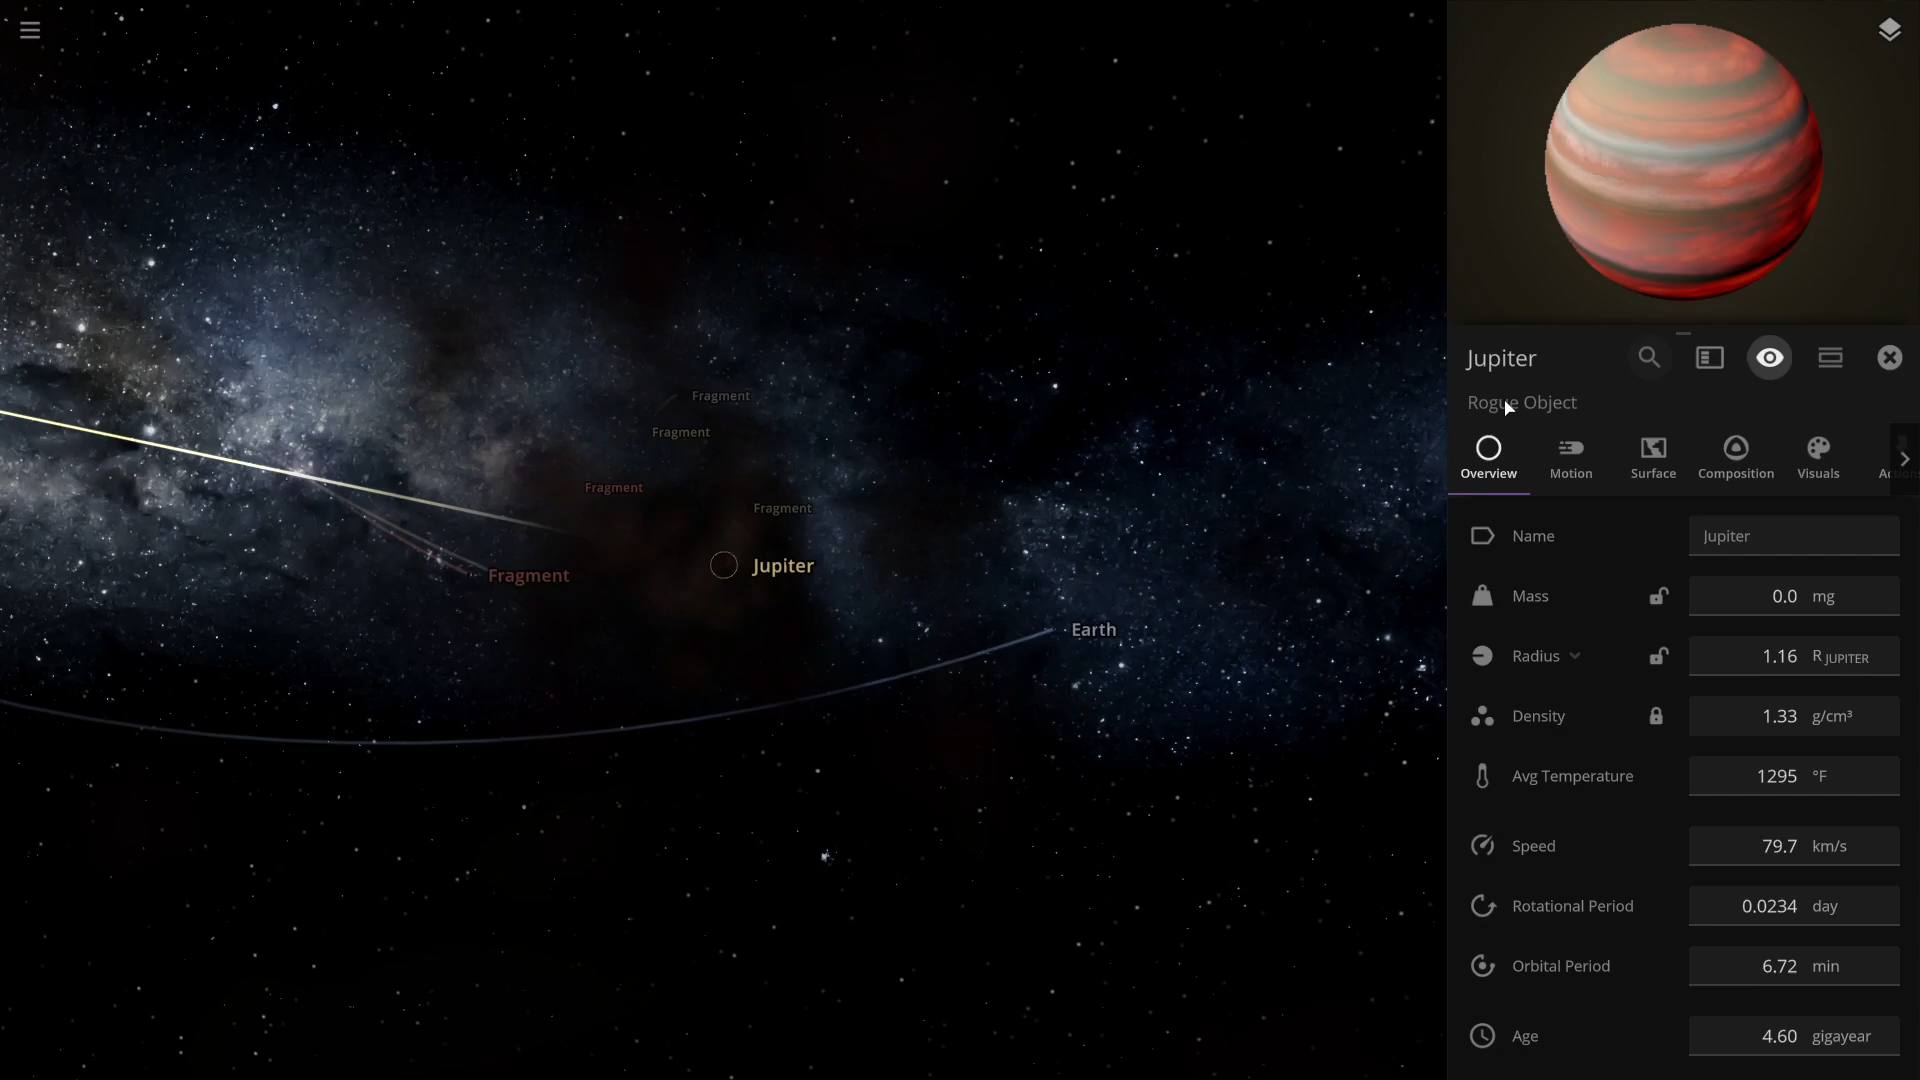 Fragment
Fragment
Fragment
Fragment
Jupiter
Fragment
Earth
Jupiter
Rogue Object
Overview
Motion
Surface
Composition
Visuals
Name Jupiter
Mass 0.0 mg
Radius 1.16 R JUPITER
Density 1.33 g/cm³
Avg Temperature 1295 °F
Speed 79.7 km/s
Rotational Period 0.0234 day
Orbital Period 6.72 min
Age 4.60 gigayear